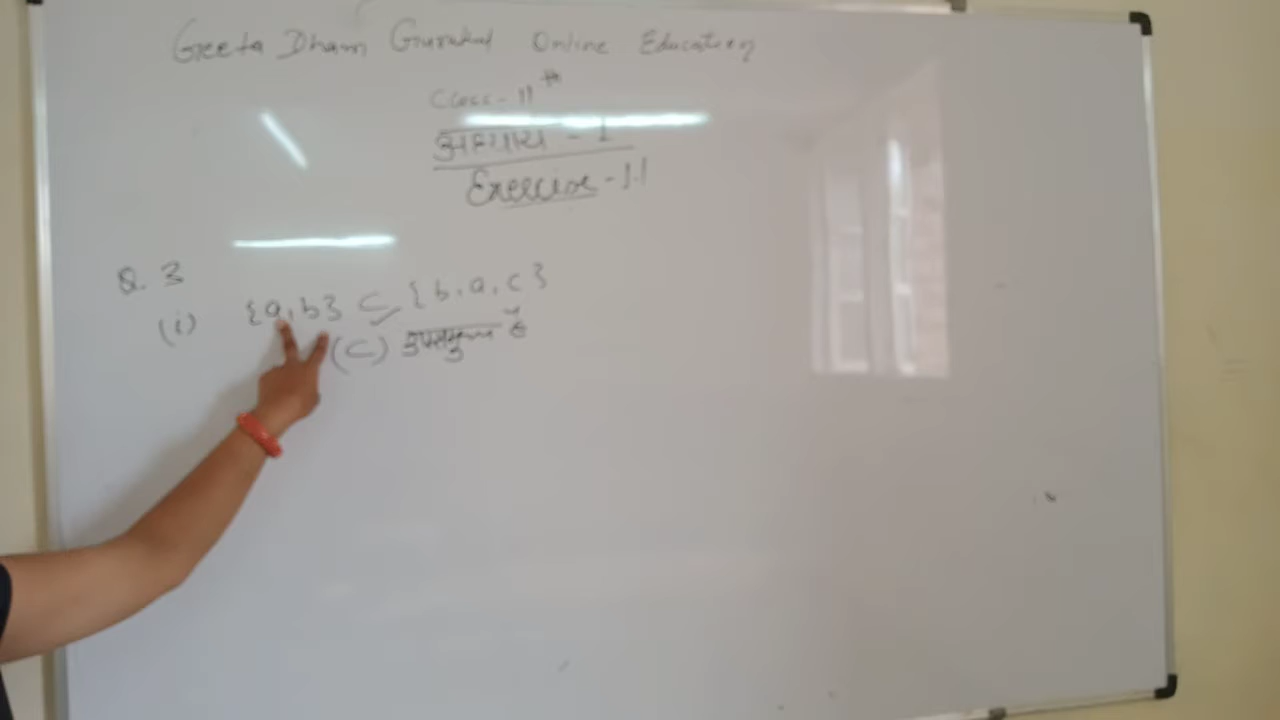 Geeta Dham Gurukul Online Education
Class - 11th
अध्याय - 1
Exercise - 1.1
Q. 3
(i) {a, b} ⊂ {b, a, c}
(⊂) उपसमुच्चय है